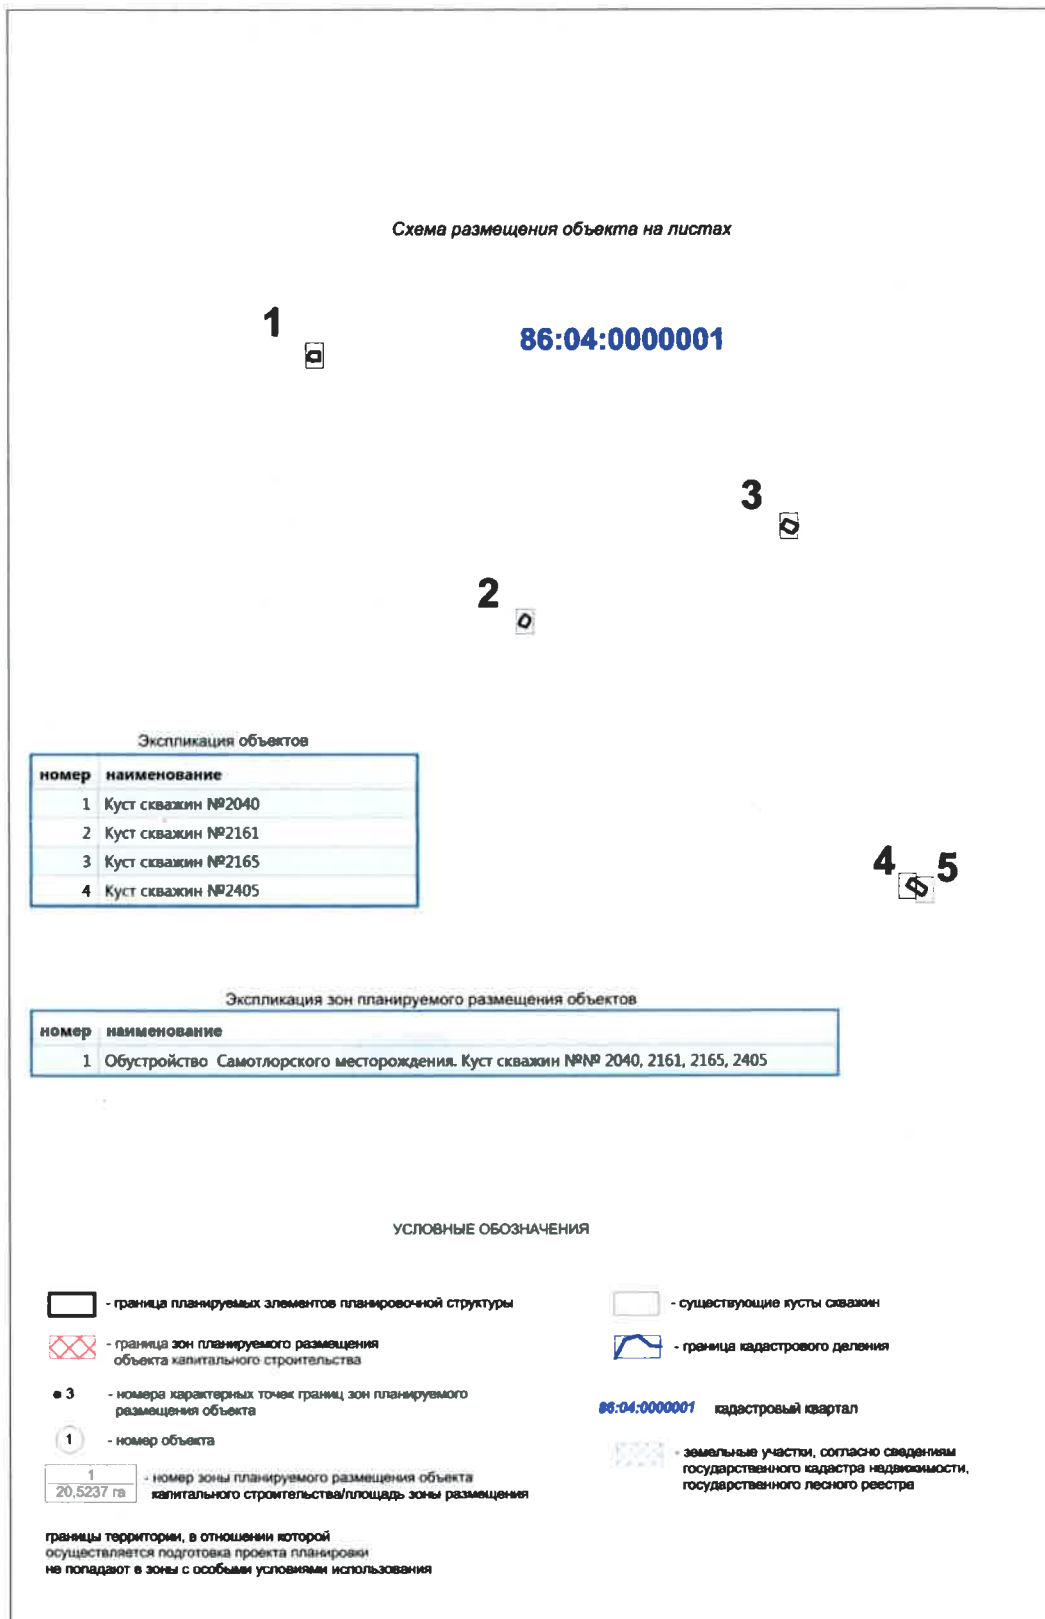 Схема размещения объекта на листах
1
86:04:0000001
3
2
Экспликация объектов
номер наименование
1 Куст скважин №2040
2 Куст скважин №2161
3 Куст скважин №2165
4 Куст скважин №2405
4 5
Экспликация зон планируемого размещения объектов
номер наименование
1 Обустройство Самотлорского месторождения. Куст скважин №№ 2040, 2161, 2165, 2405
УСЛОВНЫЕ ОБОЗНАЧЕНИЯ
- граница планируемых элементов планировочной структуры
- граница зон планируемого размещения
объекта капитального строительства
3 - номера характерных точек границ зон планируемого
размещения объекта
1 - номер объекта
1 - номер зоны планируемого размещения объекта
20,5237 га капитального строительства/площадь зоны размещения
границы территории, в отношении которой
осуществляется подготовка проекта планировки
не попадают в зоны с особыми условиями использования
- существующие кусты скважин
- граница кадастрового деления
86:04:0000001 кадастровый квартал
- земельные участки, согласно сведениям
государственного кадастра недвижимости,
государственного лесного реестра